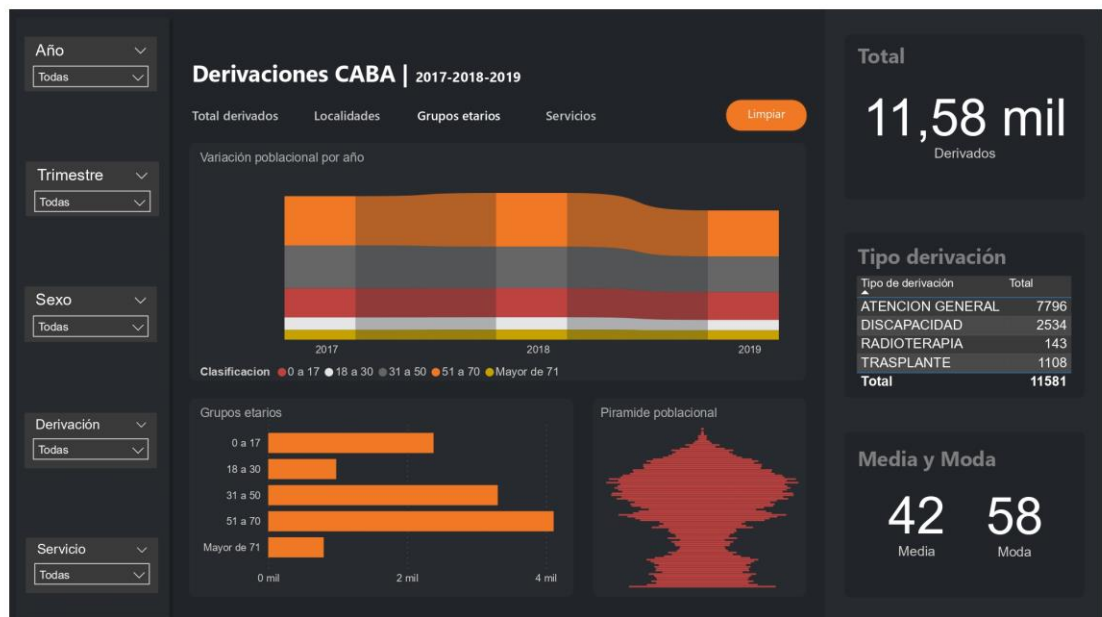 Año
Todas
Trimestre
Todas
Sexo
Todas
Derivación
Todas
Servicio
Todas
Derivaciones CABA | 2017-2018-2019
Total derivados Localidades Grupos etarios Servicios Limpiar
Variación poblacional por año
2017 2018 2019
Clasificacion 0 a 17 18 a 30 31 a 50 51 a 70 Mayor de 71
Grupos etarios
0 a 17
18 a 30
31 a 50
51 a 70
Mayor de 71
0 mil 2 mil 4 mil
Piramide poblacional
Total
11,58 mil
Derivados
Tipo derivación
Tipo de derivación Total
ATENCION GENERAL 7796
DISCAPACIDAD 2534
RADIOTERAPIA 143
TRASPLANTE 1108
Total 11581
Media y Moda
42 58
Media Moda